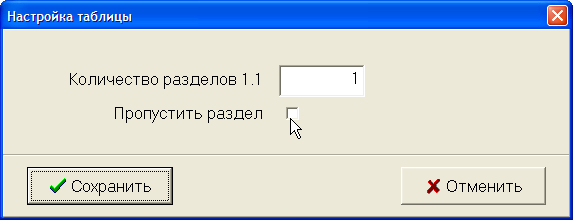 Настройка таблицы
Количество разделов 1.1 1
Пропустить раздел
Сохранить Отменить